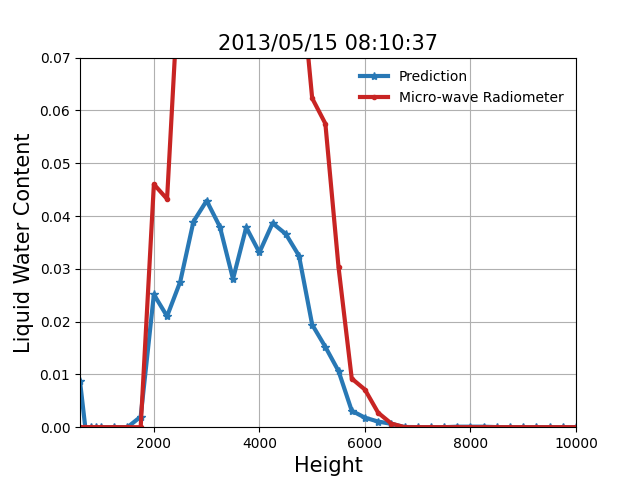 2013/05/15 08:10:37
0.07
0.06
0.05
0.04
0.03
0.02
0.01
0.00
Liquid Water Content
Prediction
Micro-wave Radiometer
2000 4000 6000 8000 10000
Height